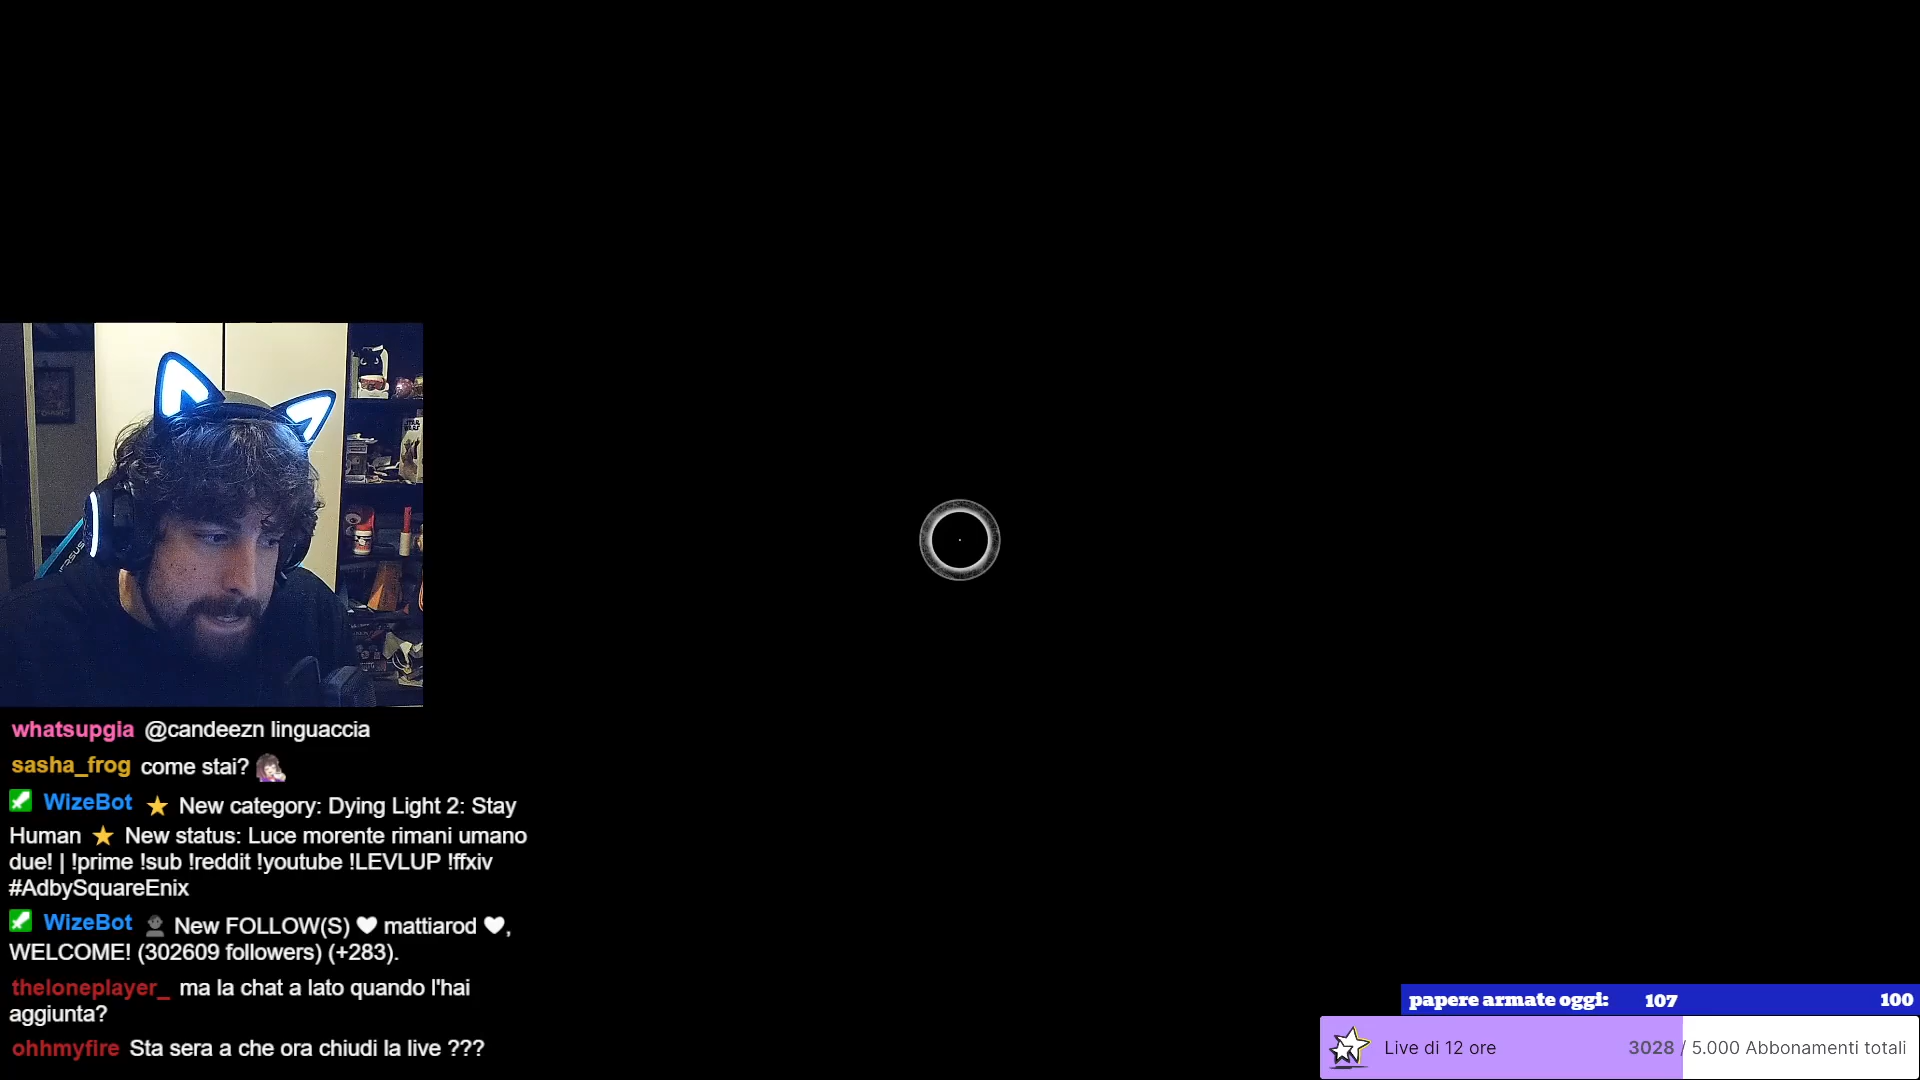 whatsupgia @candeezn linguaccia
sasha_frog come stai?
WizeBot New category: Dying Light 2: Stay
Human New status: Luce morente rimani umano
due! | !prime !sub !reddit !youtube !LEVLUP !ffxiv
#AdbySquareEnix
WizeBot New FOLLOW(S) mattiarod,
WELCOME! (302609 followers) (+283).
theloneplayer_ ma la chat a lato quando l'hai
aggiunta?
ohhmyfire Sta sera a che ora chiudi la live ???
papere armate oggi: 107 100
Live di 12 ore 3028 / 5.000 Abbonamenti totali